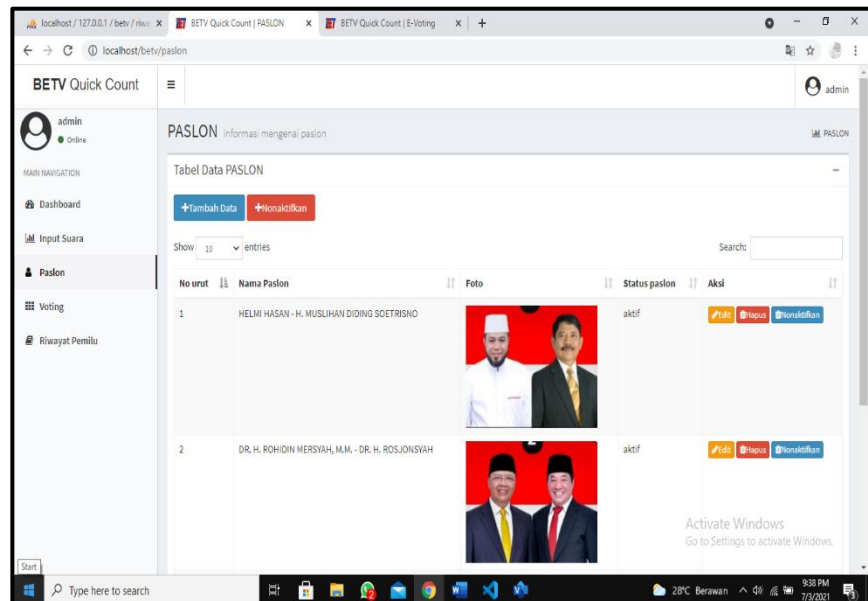 localhost / 127.0.0.1 / betv / riwa
BETV Quick Count | PASLON
BETV Quick Count | E-Voting
localhost/betv/paslon
BETV Quick Count
admin
admin
Online
PASLON informasi mengenai paslon
PASLON
MAIN NAVIGATION
Tabel Data PASLON
Dashboard
Input Suara
Paslon
Voting
Riwayat Pemilu
+Tambah Data
+Nonaktifkan
Show 10 entries
Search:
No urut Nama Paslon Foto Status paslon Aksi
1 HELMI HASAN - H. MUSLIHAN DIDING SOETRISNO aktif Edit Hapus Nonaktifkan
2 DR. H. ROHIDIN MERSYAH, M.M. - DR. H. ROSJONSYAH aktif Edit Hapus Nonaktifkan
Activate Windows
Go to Settings to activate Windows.
Start
Type here to search
28°C Berawan
9:38 PM
7/3/2021